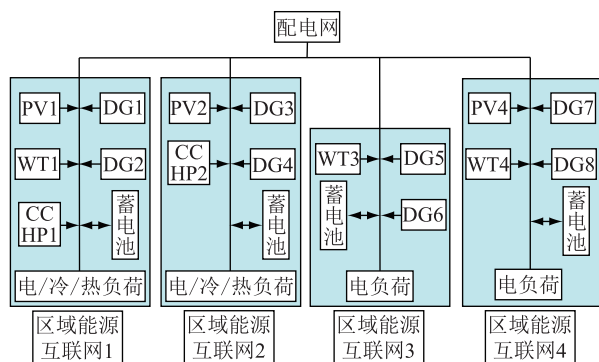 配电网
PV1
DG1
WT1
DG2
CC
HP1
蓄
电
池
电/冷/热负荷
区域能源
互联网1
PV2
DG3
CC
HP2
DG4
蓄
电
池
电/冷/热负荷
区域能源
互联网2
WT3
DG5
蓄
电
池
DG6
电负荷
区域能源
互联网3
PV4
DG7
WT4
DG8
蓄
电
池
电负荷
区域能源
互联网4